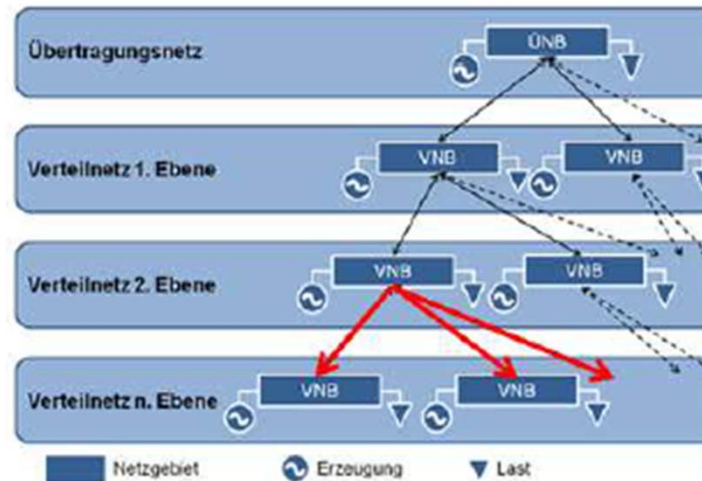 Übertragungsnetz
ÜNB
Verteilnetz 1. Ebene
VNB
VNB
Verteilnetz 2. Ebene
VNB
VNB
Verteilnetz n. Ebene
VNB
VNB
Netzgebiet
Erzeugung
Last